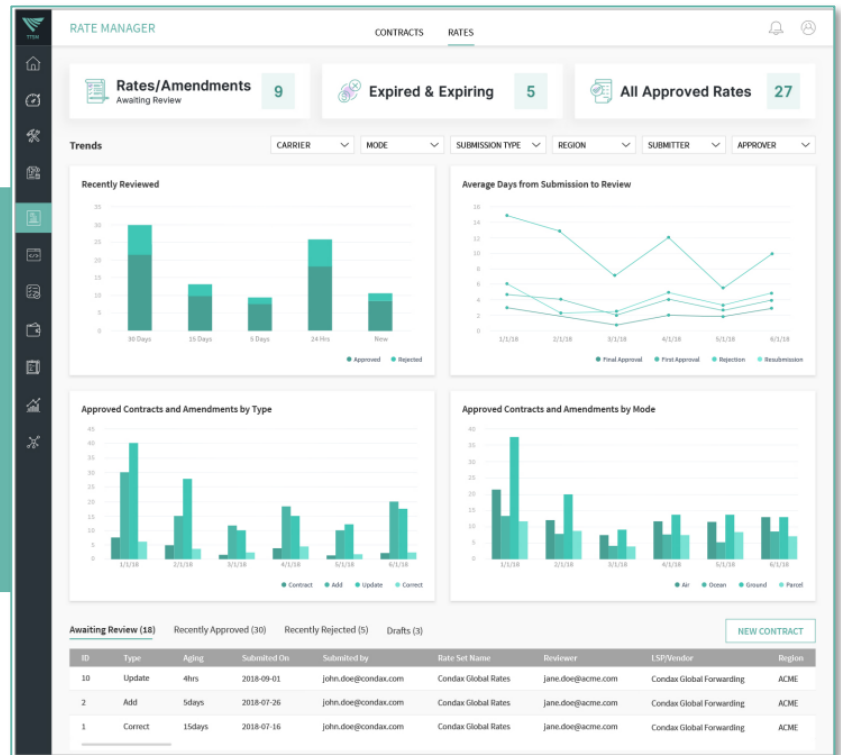 TTGM
RATE MANAGER
CONTRACTS RATES
Rates/Amendments
Awaiting Review
9
Expired & Expiring 5
All Approved Rates 27
Trends
CARRIER MODE SUBMISSION TYPE REGION SUBMITTER APPROVER
Recently Reviewed
35
30
25
20
15
10
5
0
30 Days 15 Days 5 Days 24 Hrs New
Approved Rejected
Average Days from Submission to Review
16
14
12
10
8
6
4
2
0
1/1/18 2/1/18 3/1/18 4/1/18 5/1/18 6/1/18
Final Approval First Approval Rejection Resubmission
Approved Contracts and Amendments by Type
45
40
35
30
25
20
15
10
5
0
1/1/18 2/1/18 3/1/18 4/1/18 5/1/18 6/1/18
Contract Add Update Correct
Approved Contracts and Amendments by Mode
40
35
30
25
20
15
10
5
0
1/1/18 2/1/18 3/1/18 4/1/18 5/1/18 6/1/18
Air Ocean Ground Parcel
Awaiting Review (18) Recently Approved (30) Recently Rejected (5) Drafts (3)
NEW CONTRACT
ID Type Aging Submited On Submited by Rate Set Name Reviewer LSP/Vendor Region
10 Update 4hrs 2018-09-01 john.doe@condax.com Condax Global Rates jane.doe@acme.com Condax Global Forwarding ACME
2 Add 5days 2018-07-26 john.doe@condax.com Condax Global Rates jane.doe@acme.com Condax Global Forwarding ACME
1 Correct 15days 2018-07-16 john.doe@condax.com Condax Global Rates jane.doe@acme.com Condax Global Forwarding ACME